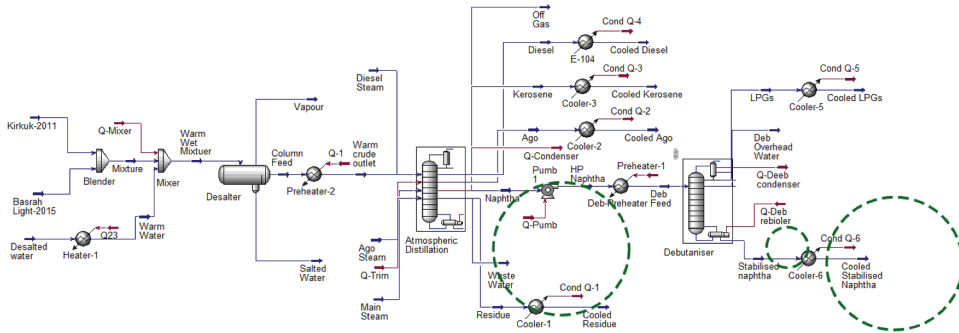 Off
Gas
Cond Q-4
Diesel
E-104
Cooled Diesel
Diesel
Steam
Cond Q-3
Cond Q-5
Vapour
Kerosene
Cooler-3
Cooled Kerosene
LPGs
Cooler-5
Cooled LPGs
Kirkuk-2011
Q-Mixer
Warm
Wet
Mixtuer
Cond Q-2
Column
Feed
Q-1
Warm
crude
outlet
Ago
Cooler-2
Cooled Ago
Deb
Overhead
Water
Q-Condenser
Blender
Mixture
Mixer
Desalter
Preheater-2
Pumb
1
HP
Naphtha
Preheater-1
Q-Deeb
condenser
Naphtha
Deb-Preheater
Deb
Feed
Basrah
Light-2015
Q-Pumb
Q-Deb
rebioler
Desalted
water
Q23
Warm
Water
Heater-1
Ago
Steam
Atmospheric
Distillation
Debutaniser
Cond Q-6
Salted
Water
Q-Trim
Waste
Water
Stabilised
naphtha
Cooler-6
Cooled
Stabilised
Naphtha
Main
Steam
Cond Q-1
Residue
Cooler-1
Cooled
Residue